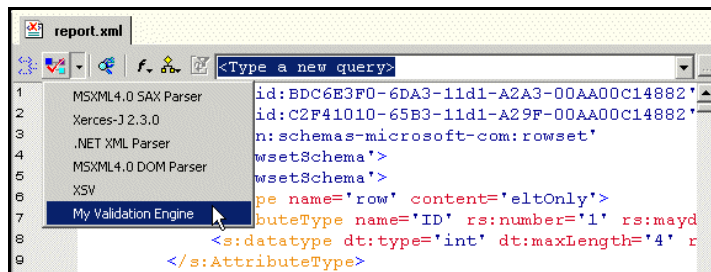 report.xml
<Type a new query>
MSXML4.0 SAX Parser
Xerces-J 2.3.0
.NET XML Parser
MSXML4.0 DOM Parser
XSV
My Validation Engine
1 id:BDC6E3F0-6DA3-11d1-A2A3-00AA00C14882'
2 id:C2F41010-65B3-11d1-A29F-00AA00C14882'
3 n:schemas-microsoft-com:rowset'
4 wsetSchema'>
5 wsetSchema'>
6 pe name='row' content='eltOnly'>
7 ibuteType name='ID' rs:number='1' rs:mayd
8 <s:datatype dt:type='int' dt:maxLength='4' r
9 </s:AttributeType>